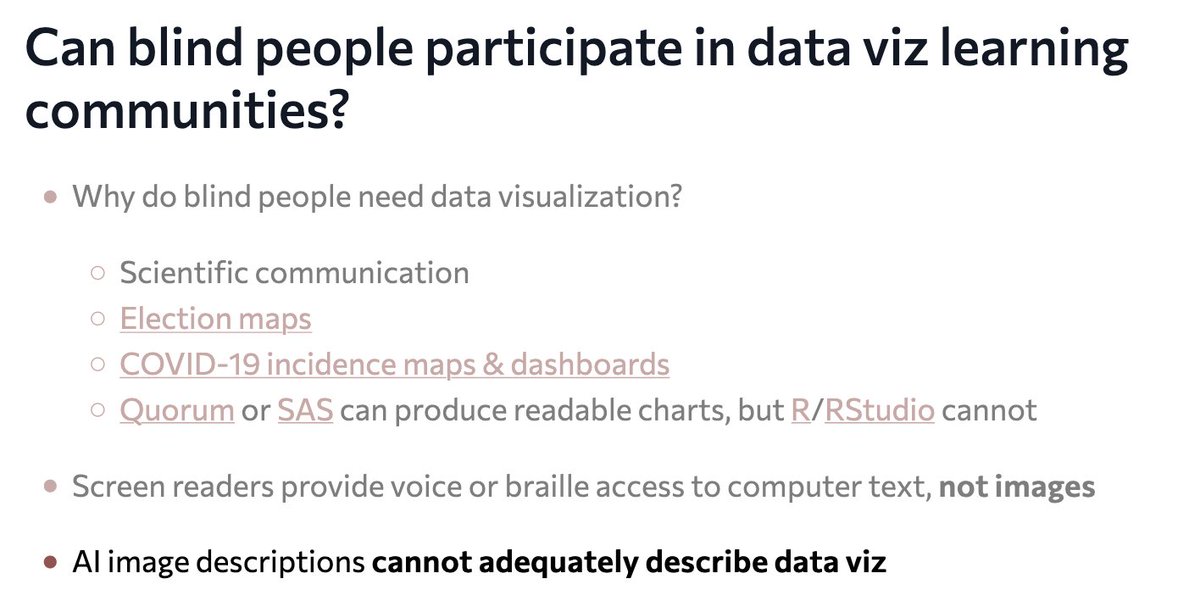 Can blind people participate in data viz learning
communities?
Why do blind people need data visualization?
Scientific communication
Election maps
COVID-19 incidence maps & dashboards
Quorum or SAS can produce readable charts, but R/RStudio cannot
Screen readers provide voice or braille access to computer text, not images
AI image descriptions cannot adequately describe data viz